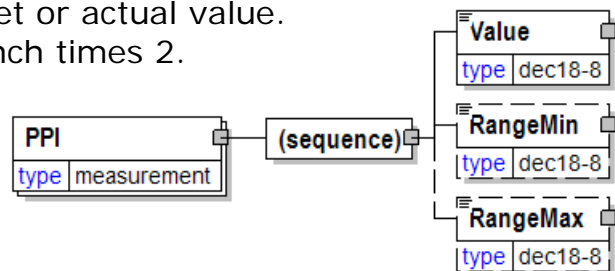 et or actual value.
nch times 2.
Value
type dec18-8
PPI
type measurement
(sequence)
RangeMin
type dec18-8
RangeMax
type dec18-8